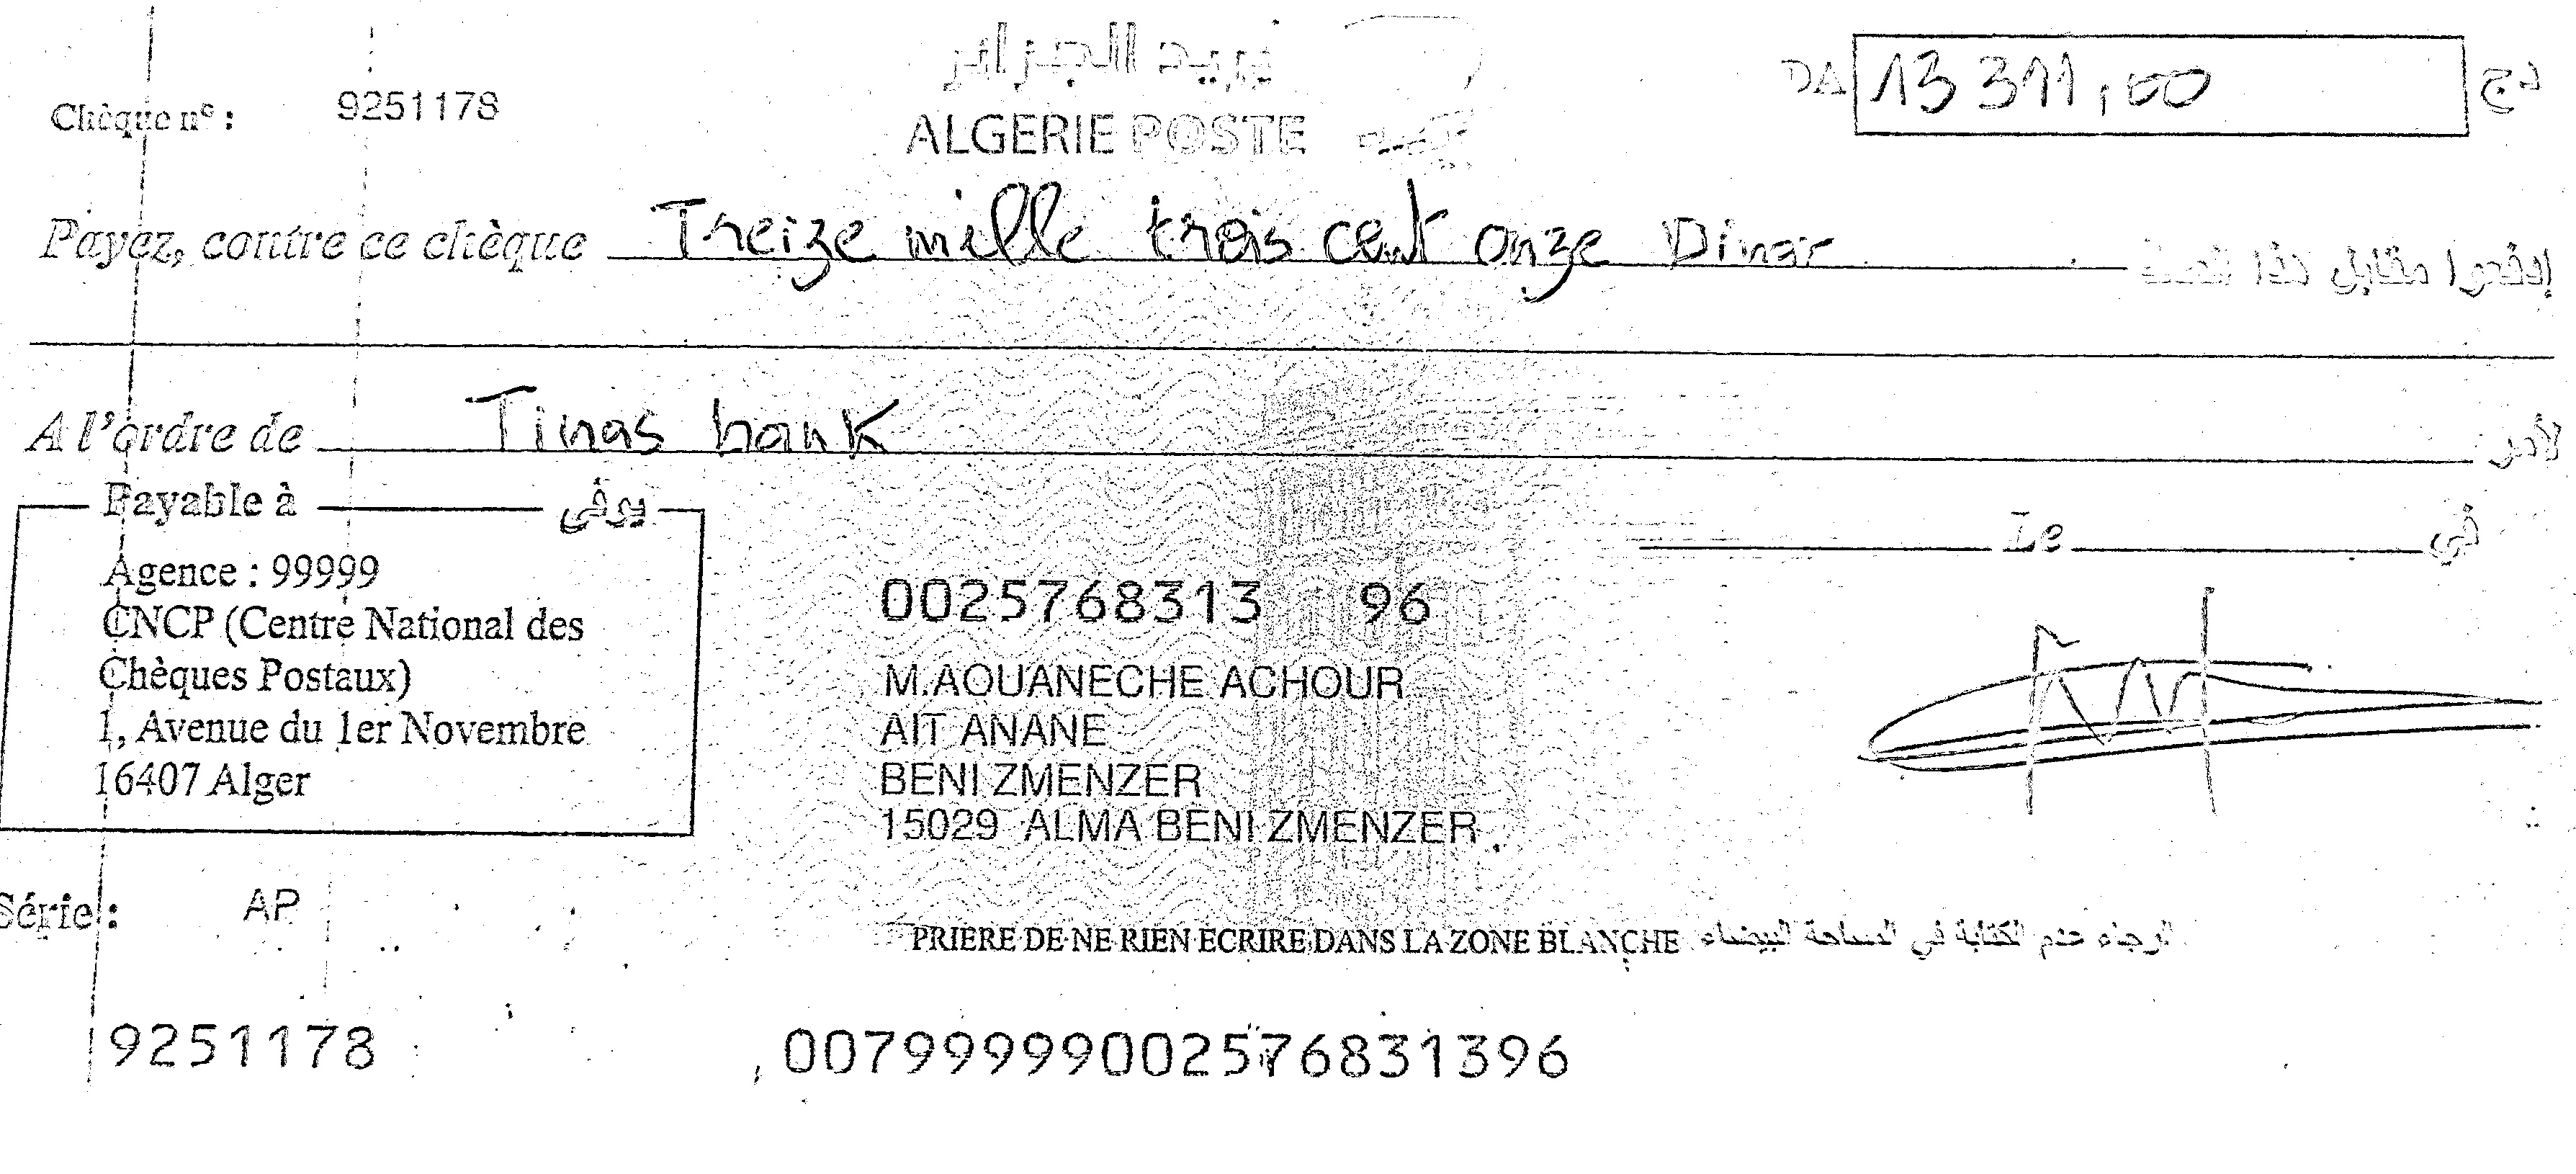 بريد الجزائر
Chèque n° : 9251178
ALGERIE POSTE
DA 13 311,00 دج
Payez, contre ce chèque Treize mille trois cent onze Dinar إدفعوا مقابل هذا الصك
A l'ordre de Tinas bank لأمر
Payable à يوفى
Agence : 99999
CNCP (Centre National des
Chèques Postaux)
1, Avenue du 1er Novembre
16407 Alger
Le في
0025768313 96
M.AOUANECHE ACHOUR
AIT ANANE
BENI ZMENZER
15029 ALMA BENI ZMENZER
Série : AP
PRIERE DE NE RIEN ECRIRE DANS LA ZONE BLANCHE الرجاء عدم الكتابة في المساحة البيضاء
9251178
00799999002576831396